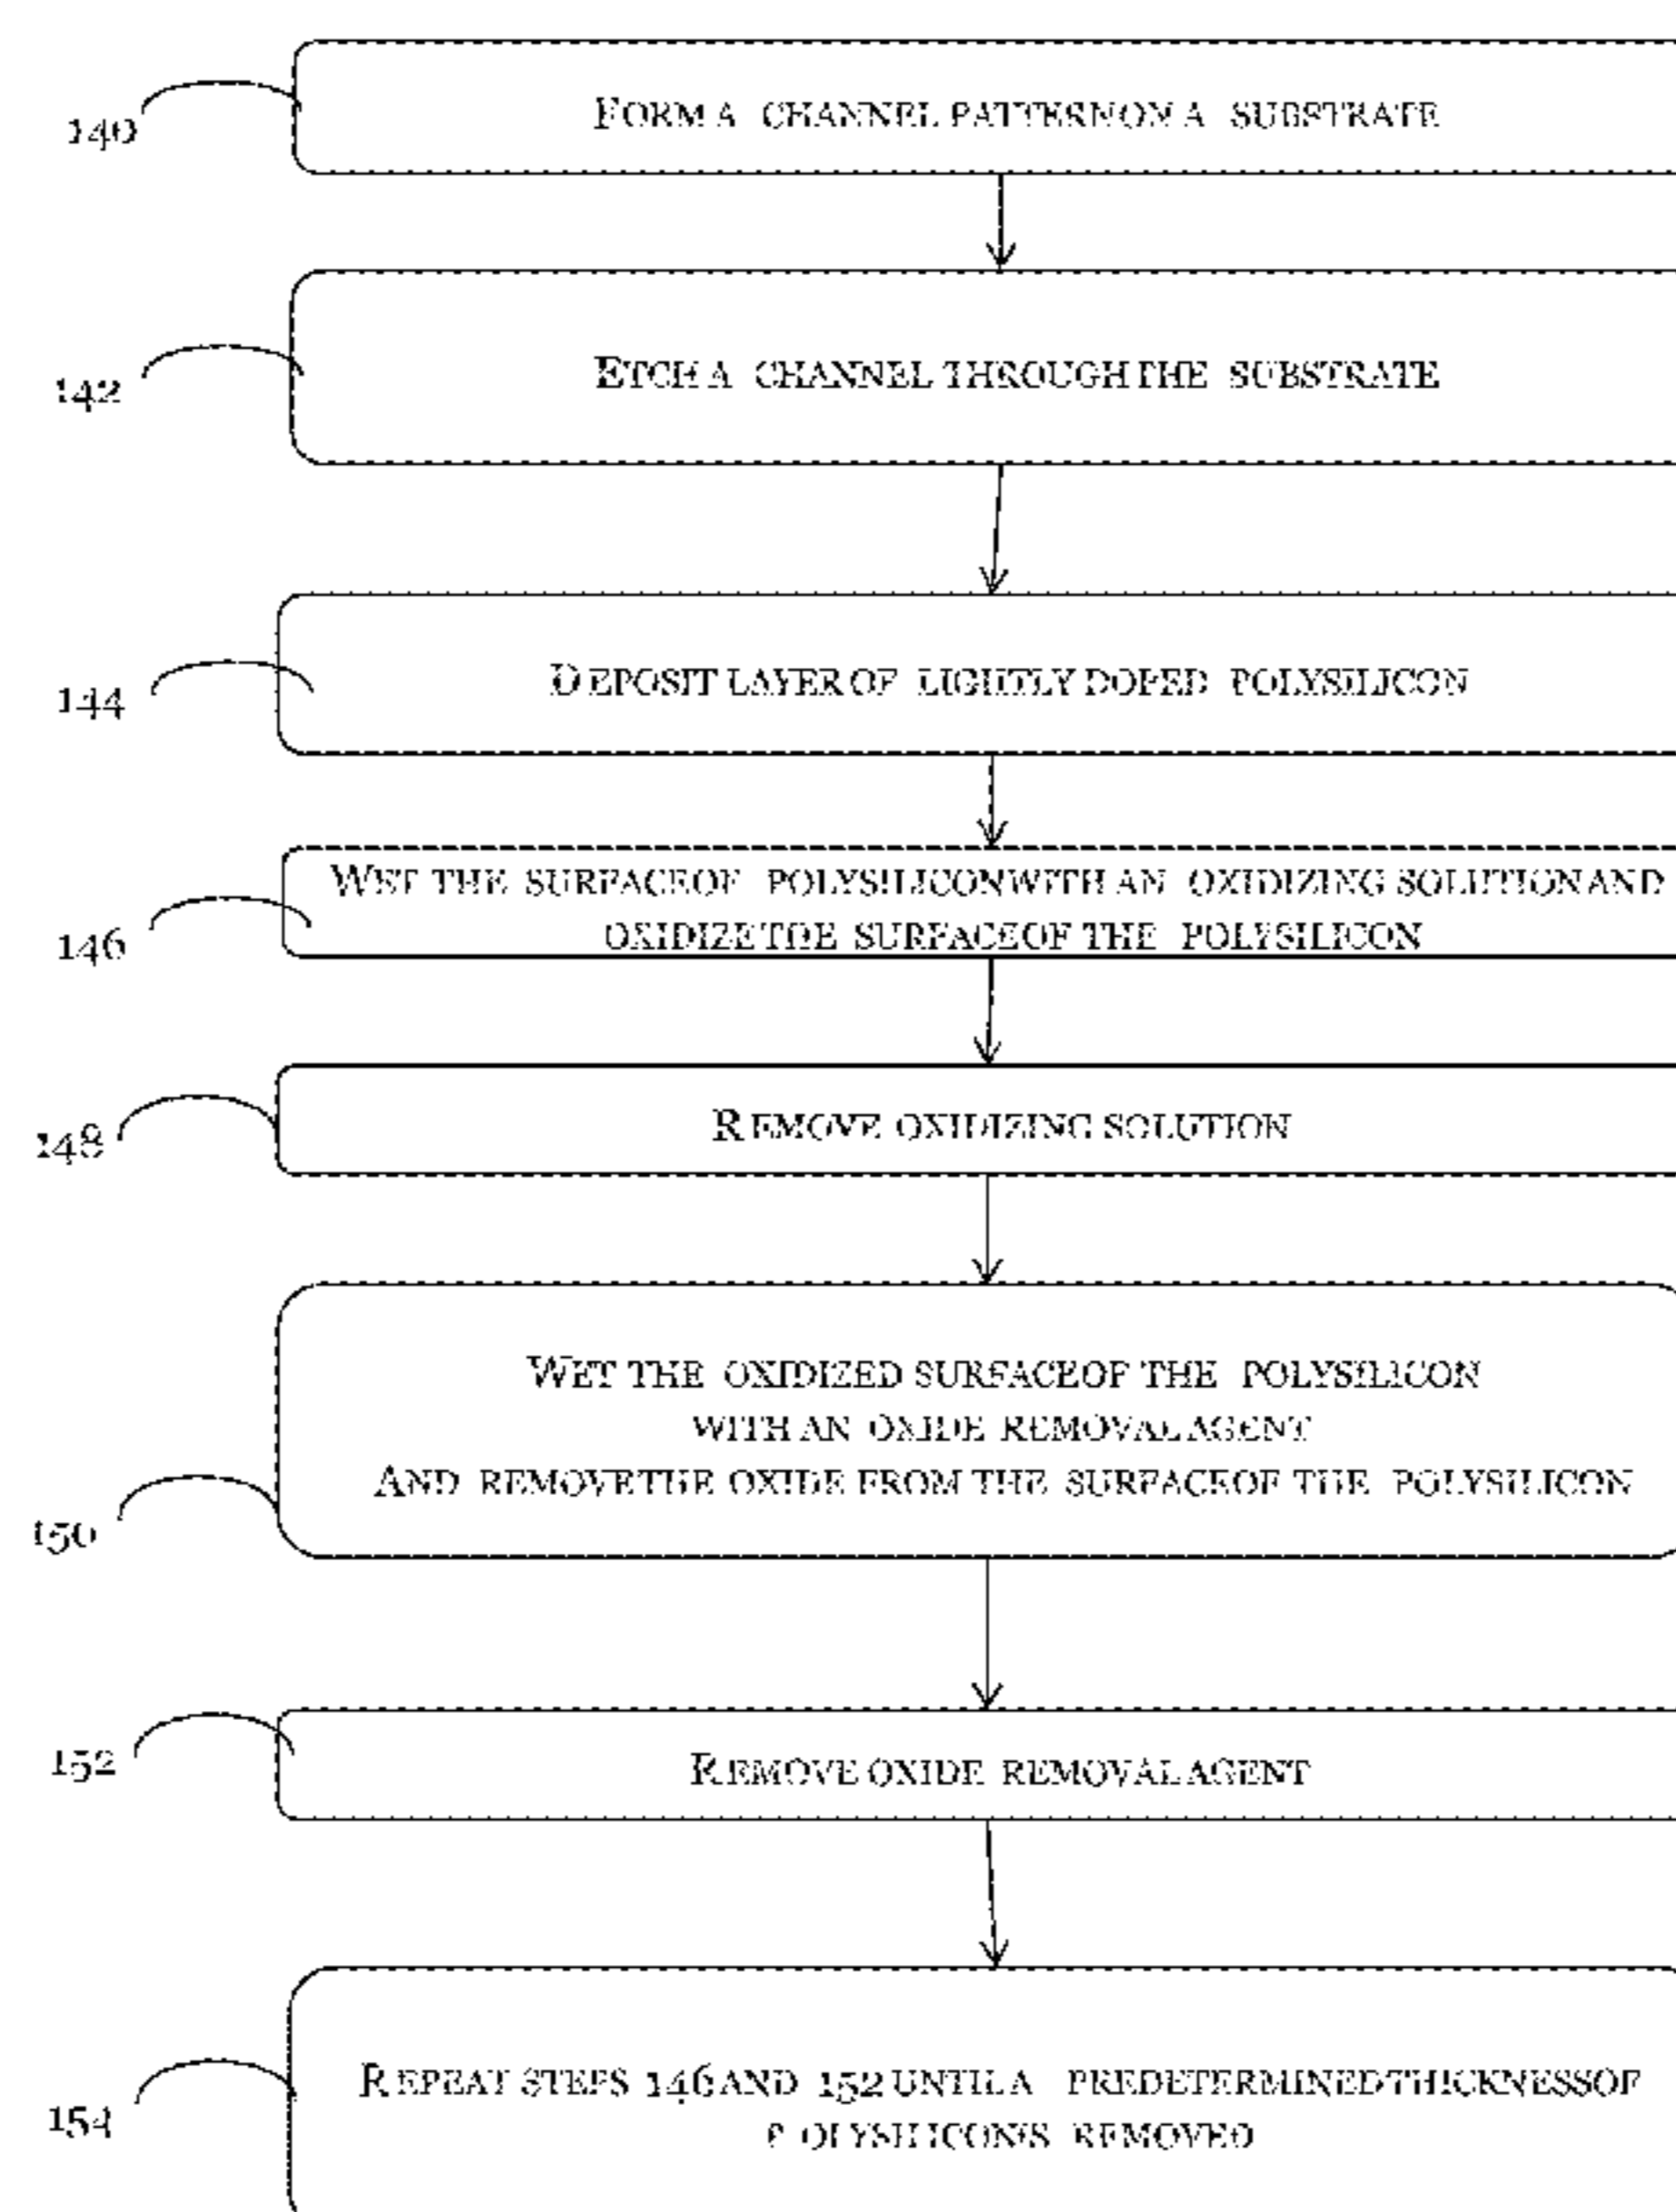 140
FORM A CHANNEL PATTERN ON A SUBSTRATE
142
ETCH A CHANNEL THROUGH THE SUBSTRATE
144
DEPOSIT LAYER OF LIGHTLY DOPED POLYSILICON
146
WET THE SURFACE OF POLYSILICON WITH AN OXIDIZING SOLUTION AND
OXIDIZE THE SURFACE OF THE POLYSILICON
148
REMOVE OXIDIZING SOLUTION
150
WET THE OXIDIZED SURFACE OF THE POLYSILICON
WITH AN OXIDE REMOVAL AGENT
AND REMOVE THE OXIDE FROM THE SURFACE OF THE POLYSILICON
152
REMOVE OXIDE REMOVAL AGENT
154
REPEAT STEPS 146 AND 152 UNTIL A PREDETERMINED THICKNESS OF
POLYSILICON IS REMOVED